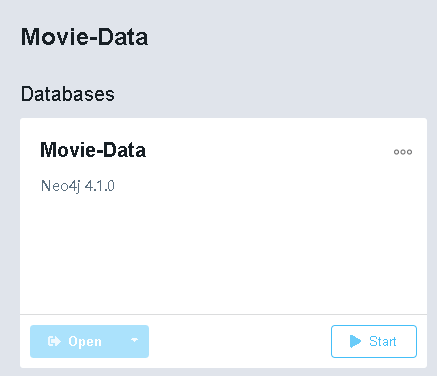 Movie-Data
Databases
Movie-Data
Neo4j 4.1.0
Open
Start